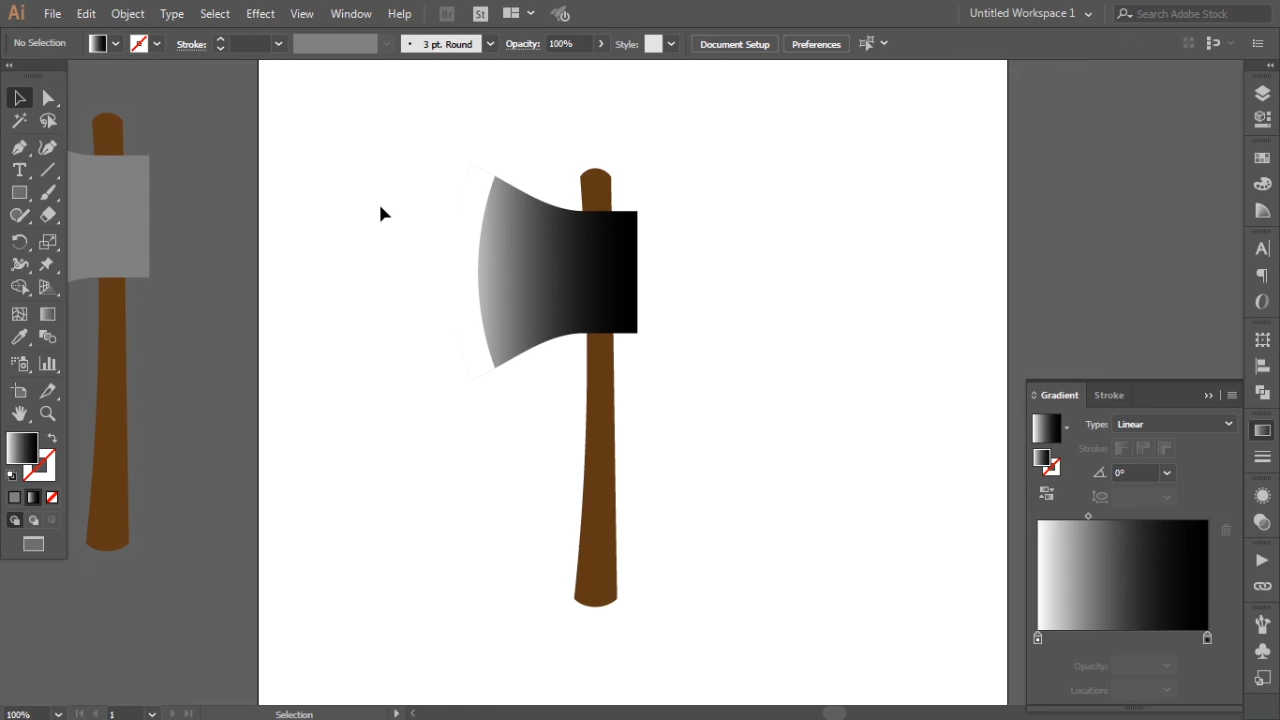 Ai File Edit Object Type Select Effect View Window Help Br St Untitled Workspace 1 Search Adobe Stock
No Selection Stroke: 3 pt. Round Opacity: 100% Style: Document Setup Preferences
Gradient Stroke
Type: Linear
Stroke:
0°
Opacity:
Location:
100% 1 Selection